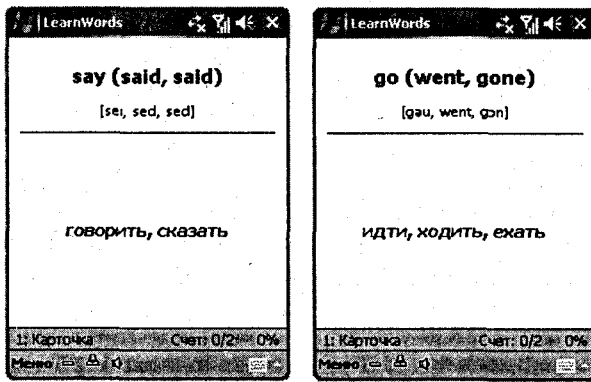 LearnWords
say (said, said)
[seı, sed, sed]
говорить, сказать
1: Карточка Счет: 0/2 0%
Меню
LearnWords
go (went, gone)
[gəu, went, gɔn]
идти, ходить, ехать
1: Карточка Счет: 0/2 0%
Меню